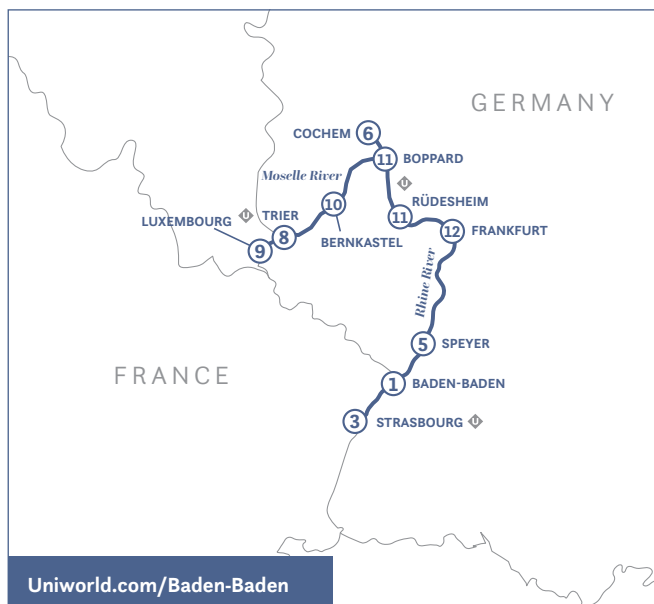 GERMANY
COCHEM 6
11 BOPPARD
Moselle River
U
RÜDESHEIM
11
10
U TRIER
LUXEMBOURG
12 FRANKFURT
8
BERNKASTEL
9
Rhine River
5 SPEYER
FRANCE
1 BADEN-BADEN
3 STRASBOURG U
Uniworld.com/Baden-Baden